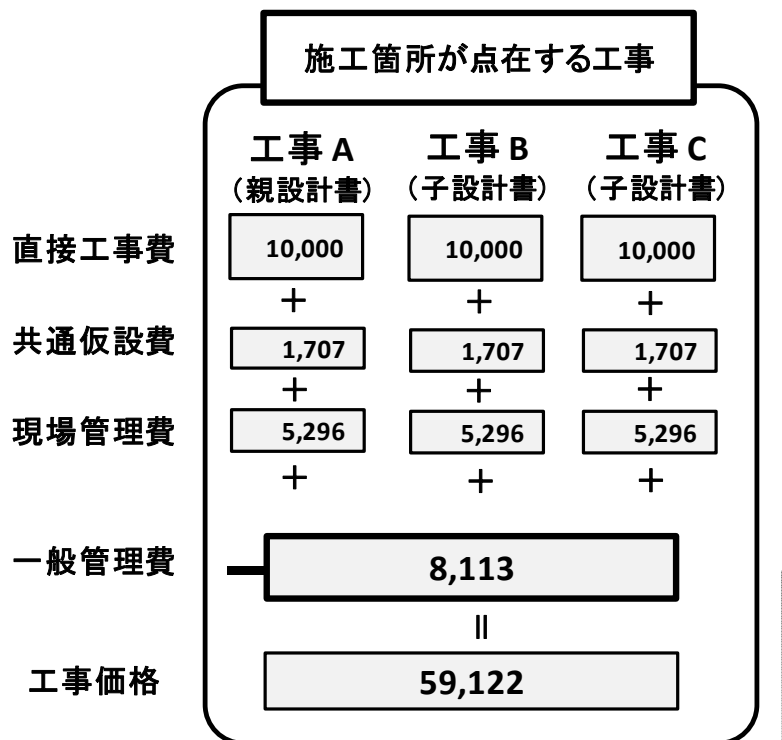 施工箇所が点在する工事
工事 A 工事 B 工事 C
（親設計書） （子設計書） （子設計書）
直接工事費 10,000 10,000 10,000
＋ ＋ ＋
共通仮設費 1,707 1,707 1,707
＋ ＋ ＋
現場管理費 5,296 5,296 5,296
＋ ＋ ＋
一般管理費 8,113
＝
工事価格 59,122